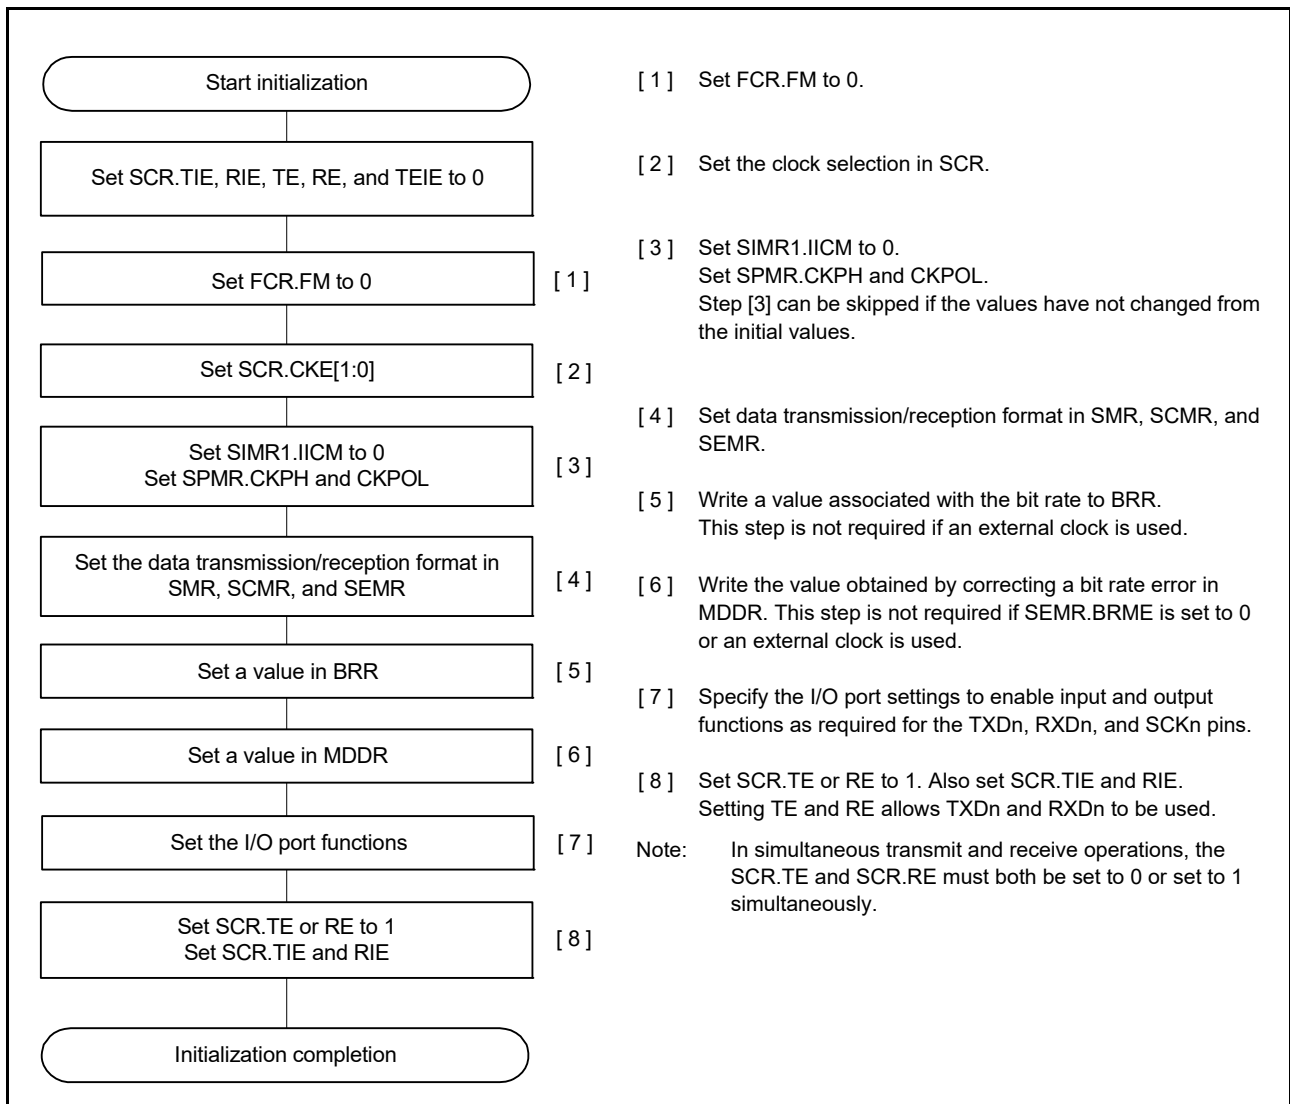 Start initialization
Set SCR.TIE, RIE, TE, RE, and TEIE to 0
Set FCR.FM to 0
[ 1 ]
Set SCR.CKE[1:0]
[ 2 ]
Set SIMR1.IICM to 0
Set SPMR.CKPH and CKPOL
[ 3 ]
Set the data transmission/reception format in
SMR, SCMR, and SEMR
[ 4 ]
Set a value in BRR
[ 5 ]
Set a value in MDDR
[ 6 ]
Set the I/O port functions
[ 7 ]
Set SCR.TE or RE to 1
Set SCR.TIE and RIE
[ 8 ]
Initialization completion
[ 1 ] Set FCR.FM to 0.
[ 2 ] Set the clock selection in SCR.
[ 3 ] Set SIMR1.IICM to 0.
Set SPMR.CKPH and CKPOL.
Step [3] can be skipped if the values have not changed from
the initial values.
[ 4 ] Set data transmission/reception format in SMR, SCMR, and
SEMR.
[ 5 ] Write a value associated with the bit rate to BRR.
This step is not required if an external clock is used.
[ 6 ] Write the value obtained by correcting a bit rate error in
MDDR. This step is not required if SEMR.BRME is set to 0
or an external clock is used.
[ 7 ] Specify the I/O port settings to enable input and output
functions as required for the TXDn, RXDn, and SCKn pins.
[ 8 ] Set SCR.TE or RE to 1. Also set SCR.TIE and RIE.
Setting TE and RE allows TXDn and RXDn to be used.
Note: In simultaneous transmit and receive operations, the
SCR.TE and SCR.RE must both be set to 0 or set to 1
simultaneously.